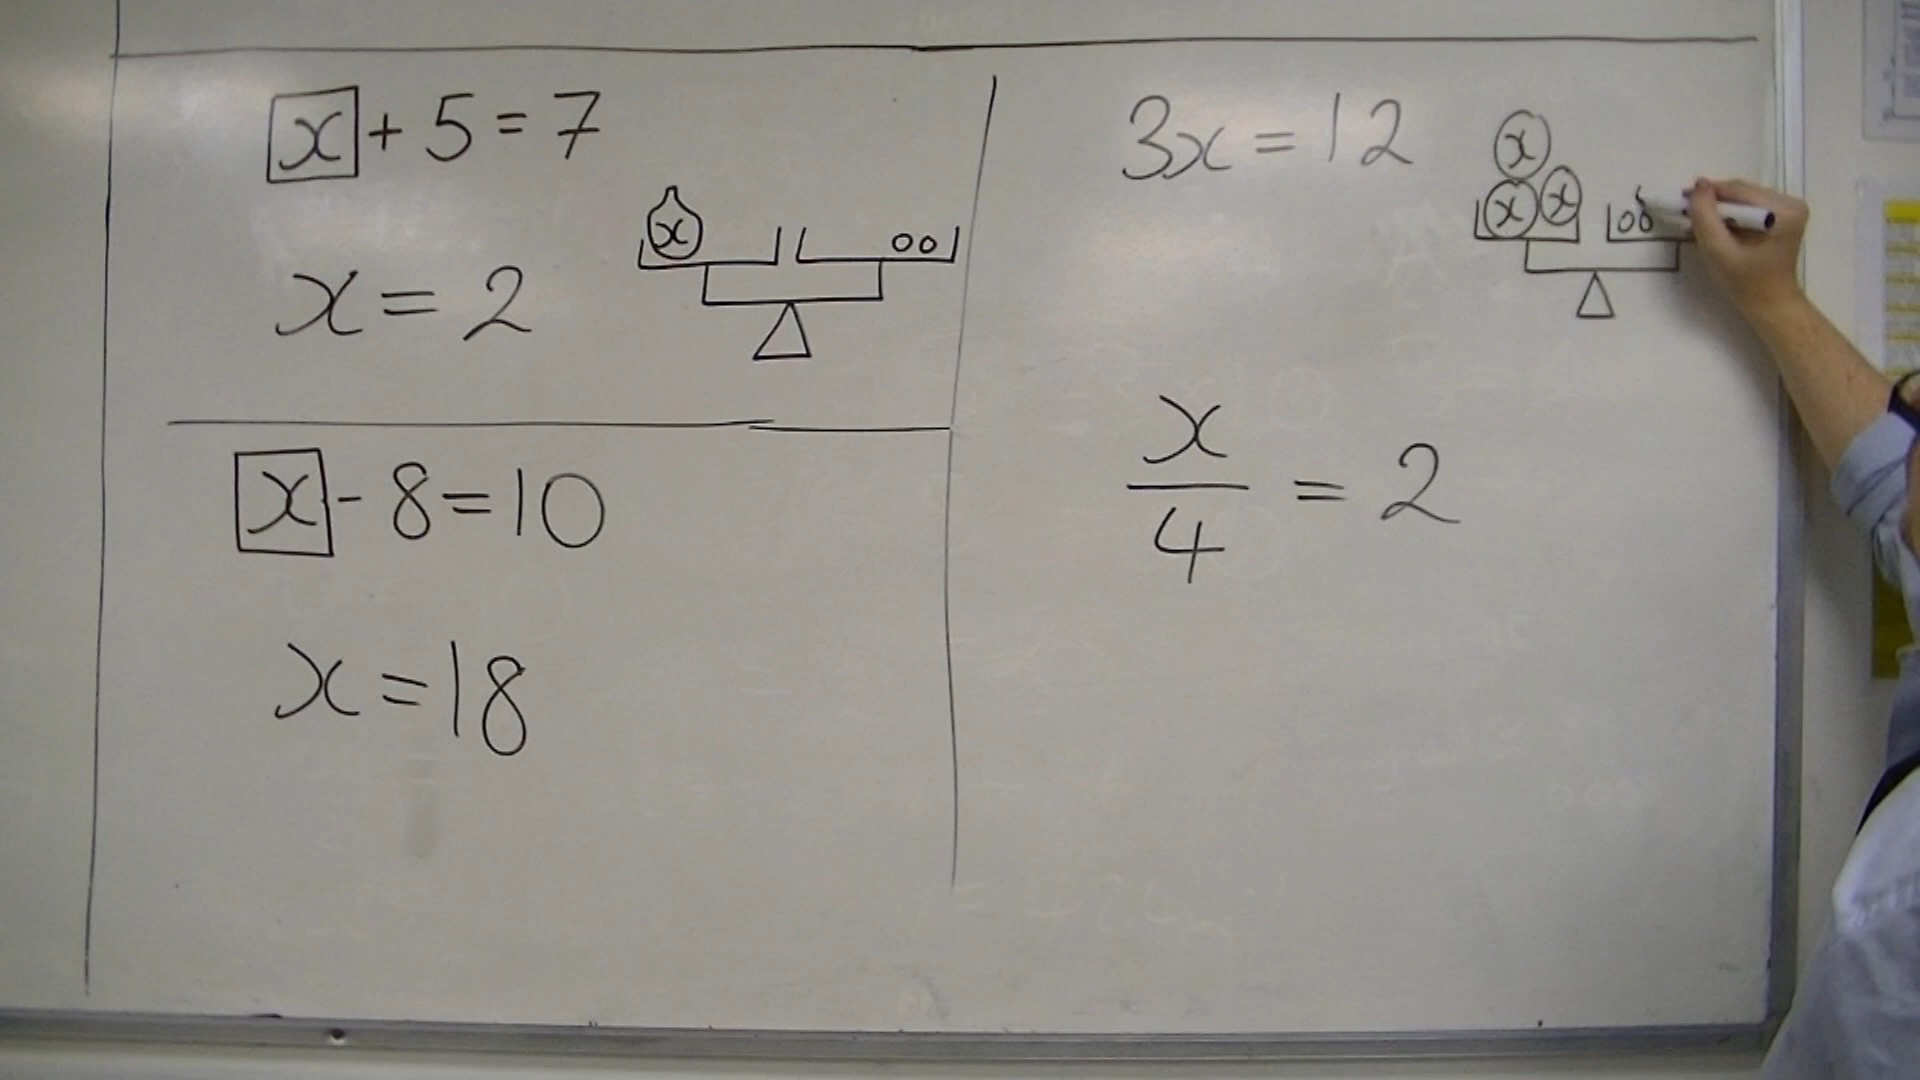 x + 5 = 7
x
x = 2
x - 8 = 10
x = 18
3x = 12
x
x x
x/4 = 2